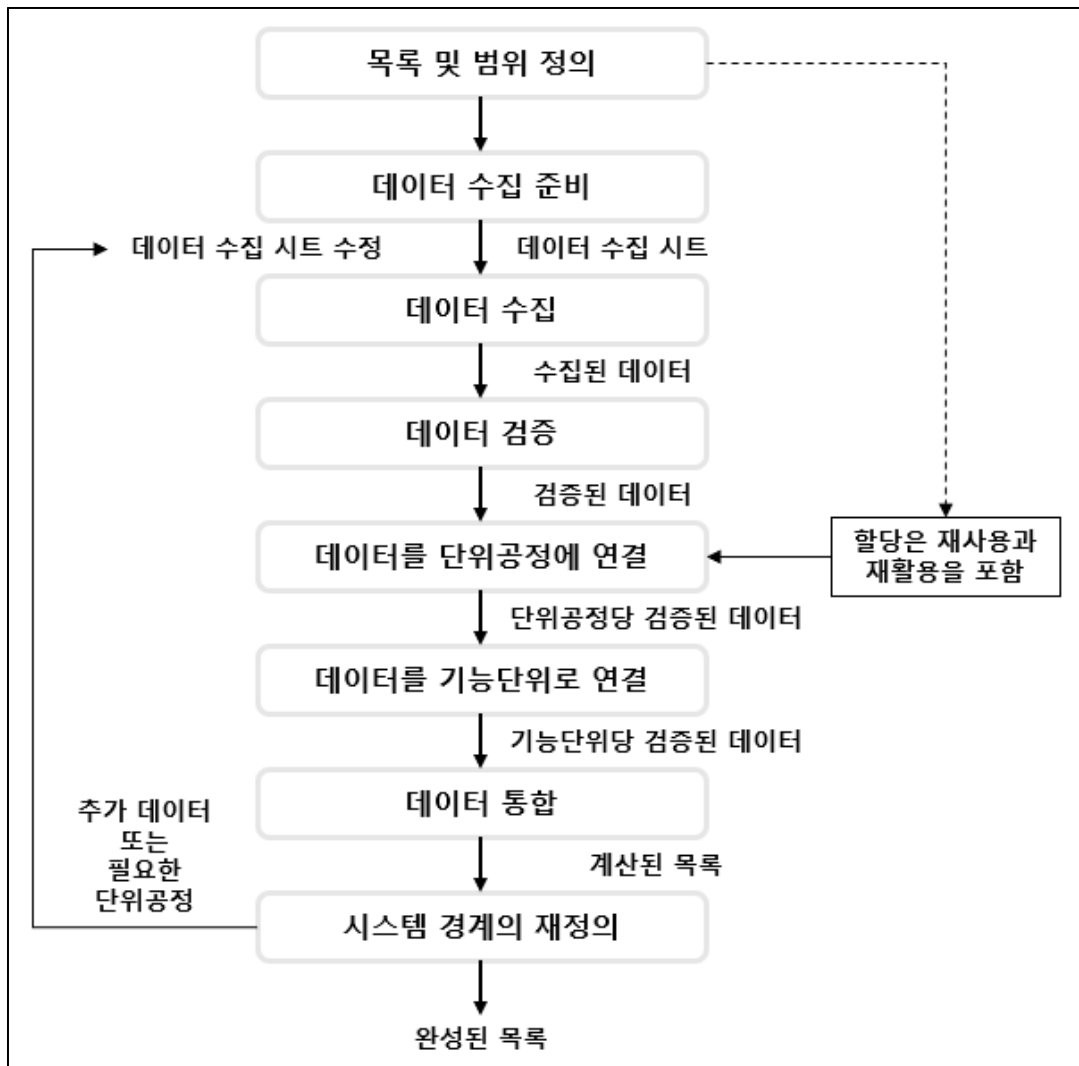 목록 및 범위 정의
데이터 수집 준비
데이터 수집 시트 수정
데이터 수집 시트
데이터 수집
수집된 데이터
데이터 검증
검증된 데이터
데이터를 단위공정에 연결
할당은 재사용과
재활용을 포함
단위공정당 검증된 데이터
데이터를 기능단위로 연결
기능단위당 검증된 데이터
데이터 통합
추가 데이터
또는
필요한
단위공정
계산된 목록
시스템 경계의 재정의
완성된 목록